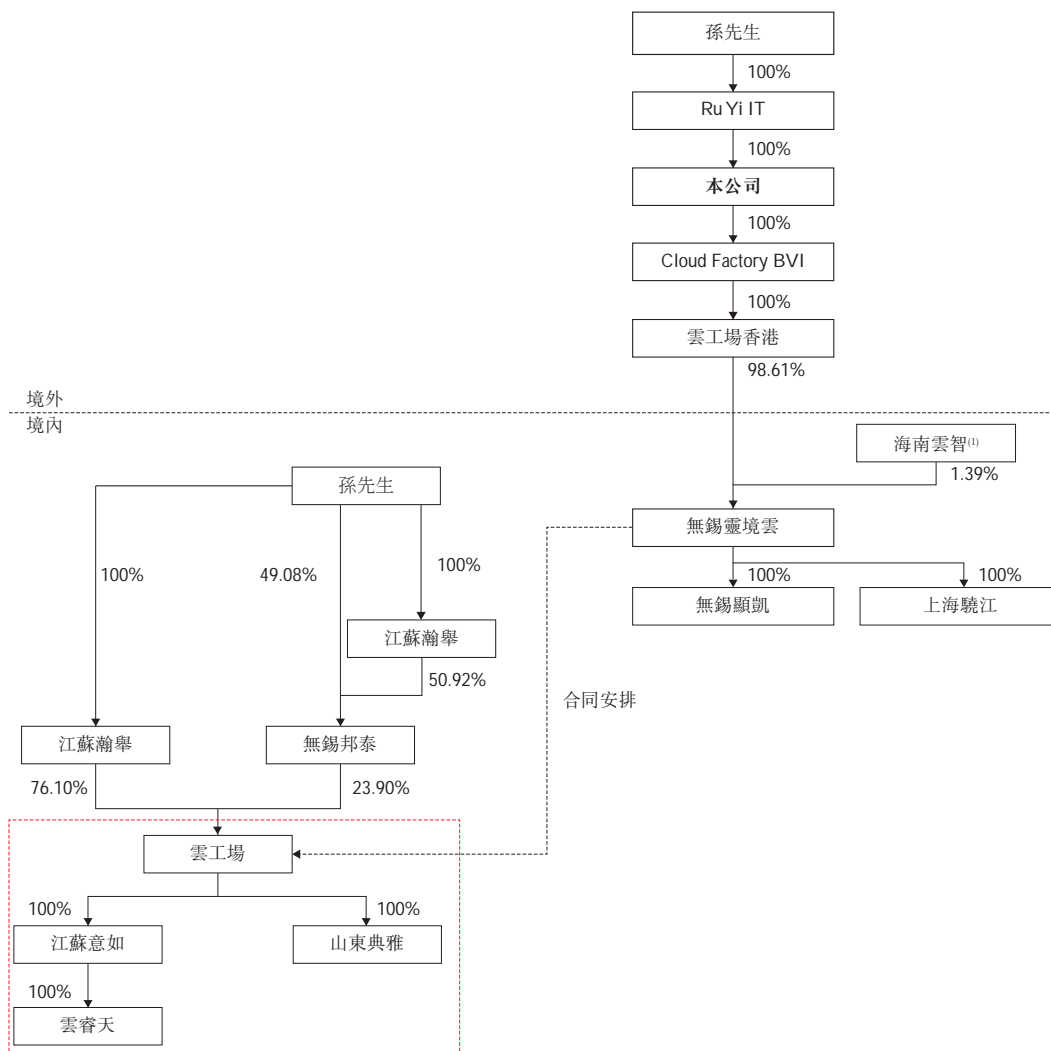 孫先生
100%
Ru Yi IT
100%
本公司
100%
Cloud Factory BVI
100%
雲工場香港
98.61%
境外
境內
海南雲智(1)
1.39%
孫先生
無錫靈境雲
100%
49.08%
100%
100%
100%
無錫顯凱
上海驍江
江蘇瀚舉
50.92%
合同安排
江蘇瀚舉
無錫邦泰
76.10%
23.90%
雲工場
100%
100%
江蘇意如
山東典雅
100%
雲睿天